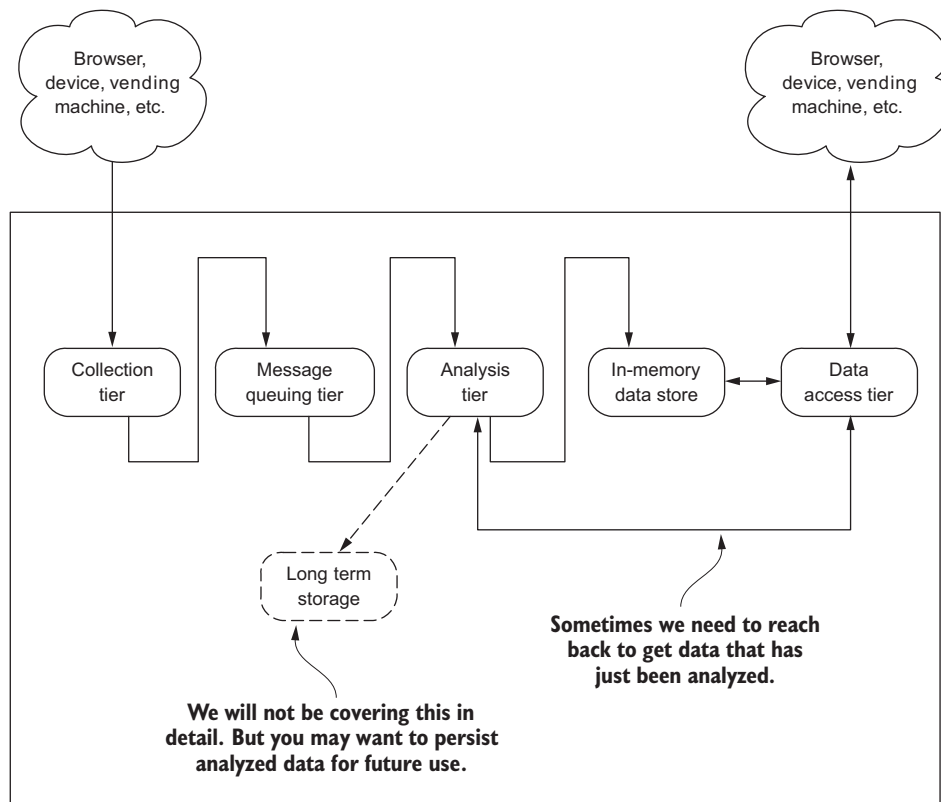 Browser,
device, vending
machine, etc.
Browser,
device, vending
machine, etc.
Collection
tier
Message
queuing tier
Analysis
tier
In-memory
data store
Data
access tier
Long term
storage
Sometimes we need to reach
back to get data that has
just been analyzed.
We will not be covering this in
detail. But you may want to persist
analyzed data for future use.